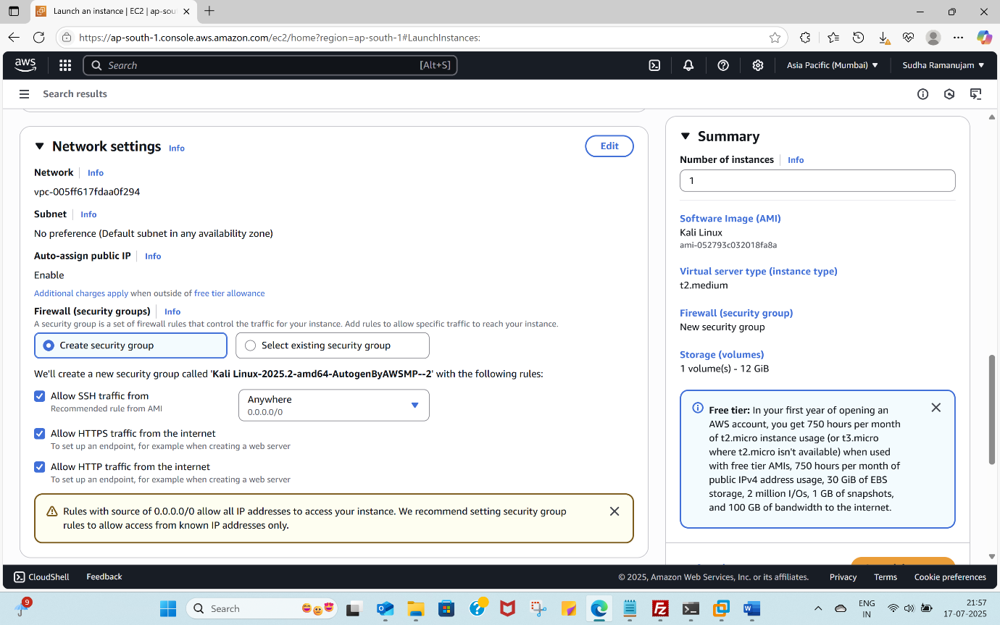 Launch an instance | EC2 | ap-sou
https://ap-south-1.console.aws.amazon.com/ec2/home?region=ap-south-1#LaunchInstances:
aws
Search
[Alt+S]
Asia Pacific (Mumbai)
Sudha Ramanujam
Search results
Network settings Info
Edit
Network Info
vpc-005ff617fdaa0f294
Subnet Info
No preference (Default subnet in any availability zone)
Auto-assign public IP Info
Enable
Additional charges apply when outside of free tier allowance
Firewall (security groups) Info
A security group is a set of firewall rules that control the traffic for your instance. Add rules to allow specific traffic to reach your instance.
Create security group
Select existing security group
We'll create a new security group called 'Kali Linux-2025.2-amd64-AutogenByAWSMP--2' with the following rules:
Allow SSH traffic from
Recommended rule from AMI
Anywhere
0.0.0.0/0
Allow HTTPS traffic from the internet
To set up an endpoint, for example when creating a web server
Allow HTTP traffic from the internet
To set up an endpoint, for example when creating a web server
Rules with source of 0.0.0.0/0 allow all IP addresses to access your instance. We recommend setting security group
rules to allow access from known IP addresses only.
Summary
Number of instances Info
1
Software Image (AMI)
Kali Linux
ami-052793c032018fa8a
Virtual server type (instance type)
t2.medium
Firewall (security group)
New security group
Storage (volumes)
1 volume(s) - 12 GiB
Free tier: In your first year of opening an
AWS account, you get 750 hours per month
of t2.micro instance usage (or t3.micro
where t2.micro isn't available) when used
with free tier AMIs, 750 hours per month of
public IPv4 address usage, 30 GiB of EBS
storage, 2 million I/Os, 1 GB of snapshots,
and 100 GB of bandwidth to the internet.
CloudShell
Feedback
© 2025, Amazon Web Services, Inc. or its affiliates.
Privacy
Terms
Cookie preferences
9
Search
ENG
IN
21:57
17-07-2025